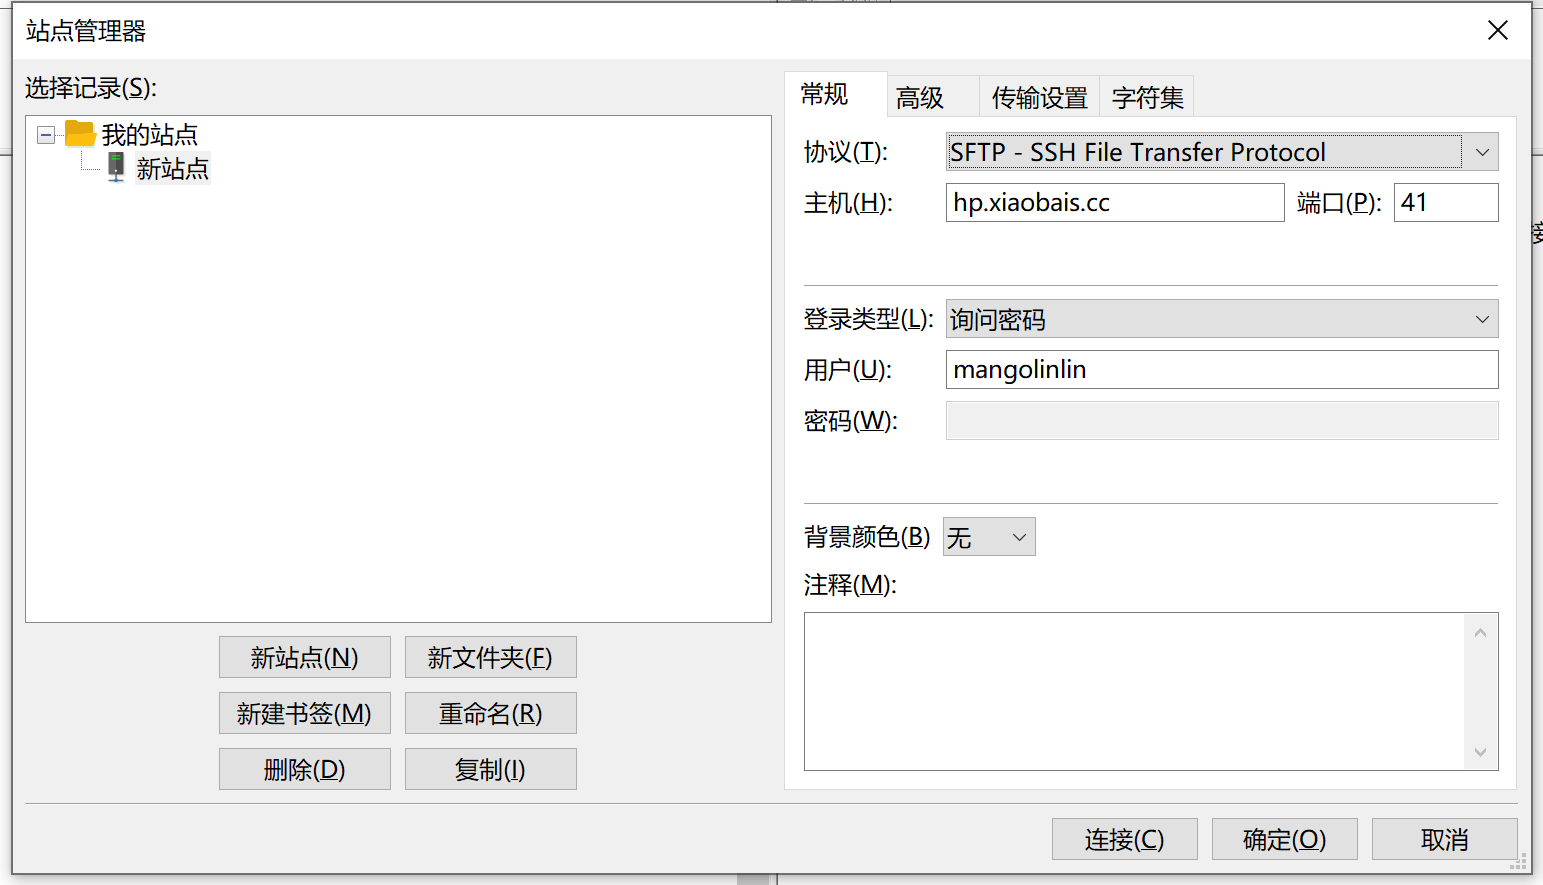 站点管理器
选择记录(S):
我的站点
新站点
新站点(N)
新文件夹(F)
新建书签(M)
重命名(R)
删除(D)
复制(I)
常规
高级
传输设置
字符集
协议(T):
SFTP - SSH File Transfer Protocol
主机(H):
hp.xiaobais.cc
端口(P):
41
登录类型(L):
询问密码
用户(U):
mangolinlin
密码(W):
背景颜色(B)
无
注释(M):
连接(C)
确定(O)
取消